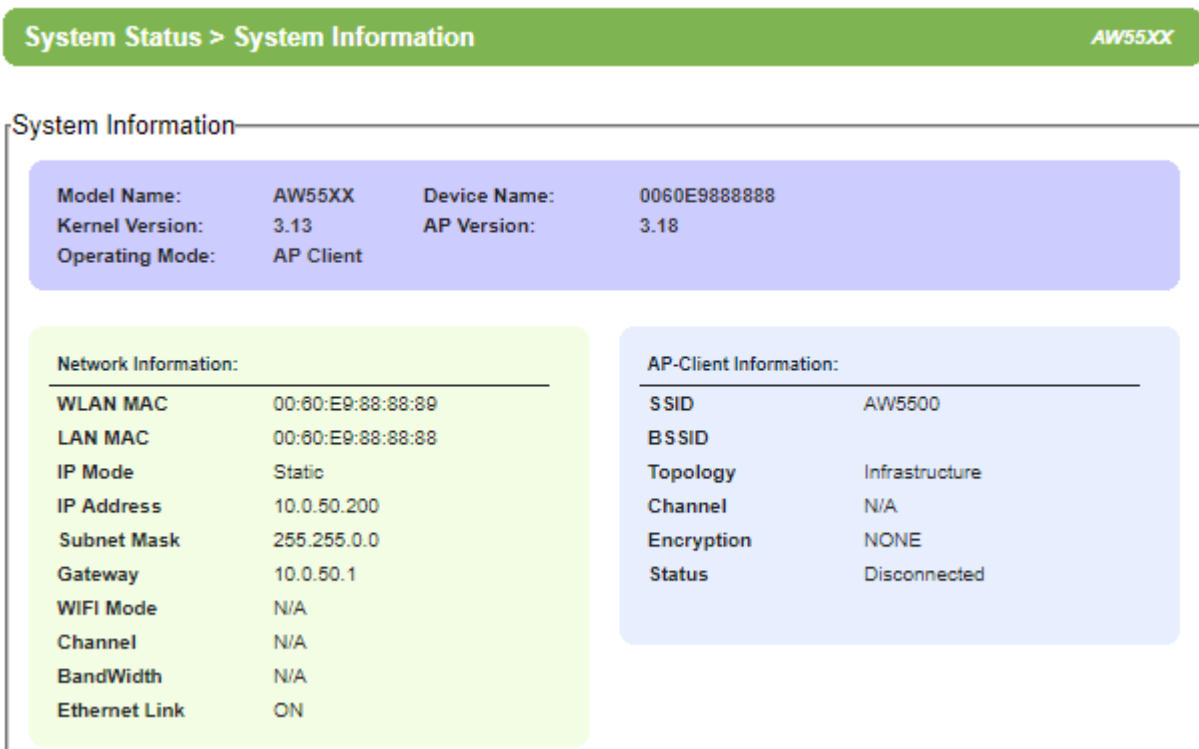 System Status > System Information AW55XX
System Information
Model Name: AW55XX Device Name: 0060E9888888
Kernel Version: 3.13 AP Version: 3.18
Operating Mode: AP Client
Network Information:
WLAN MAC 00:60:E9:88:88:89
LAN MAC 00:60:E9:88:88:88
IP Mode Static
IP Address 10.0.50.200
Subnet Mask 255.255.0.0
Gateway 10.0.50.1
WIFI Mode N/A
Channel N/A
BandWidth N/A
Ethernet Link ON
AP-Client Information:
SSID AW5500
BSSID
Topology Infrastructure
Channel N/A
Encryption NONE
Status Disconnected